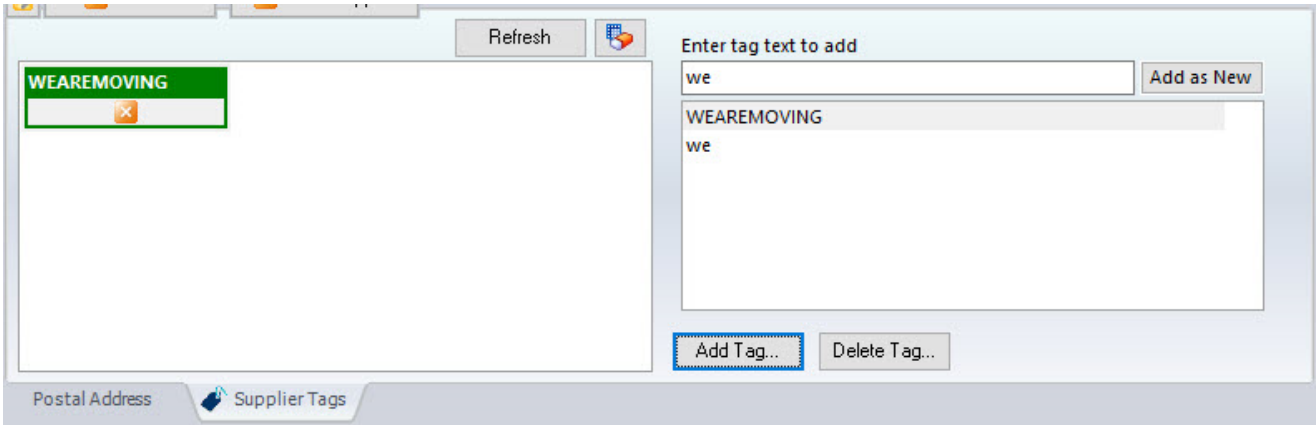 Refresh
WEAREMOVING
Enter tag text to add
we
Add as New
WEAREMOVING
we
Add Tag...
Delete Tag...
Postal Address
Supplier Tags